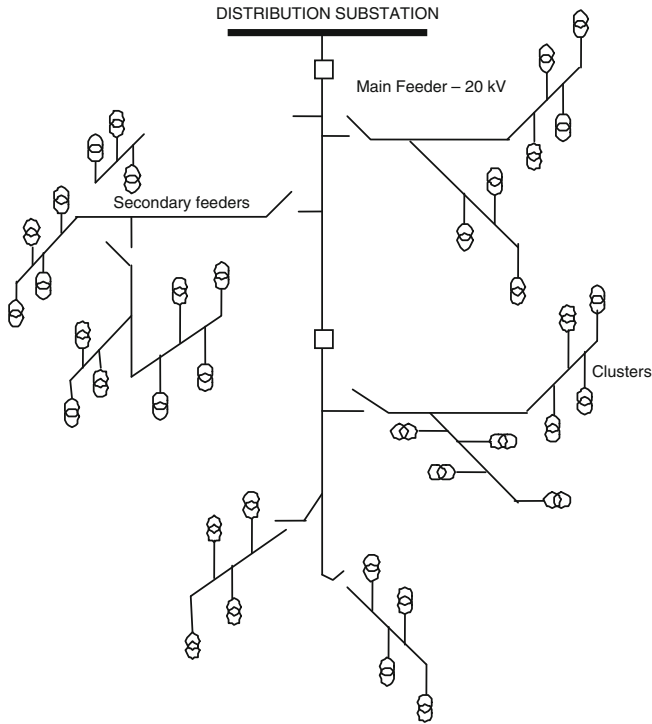 DISTRIBUTION SUBSTATION
Main Feeder – 20 kV
Secondary feeders
Clusters